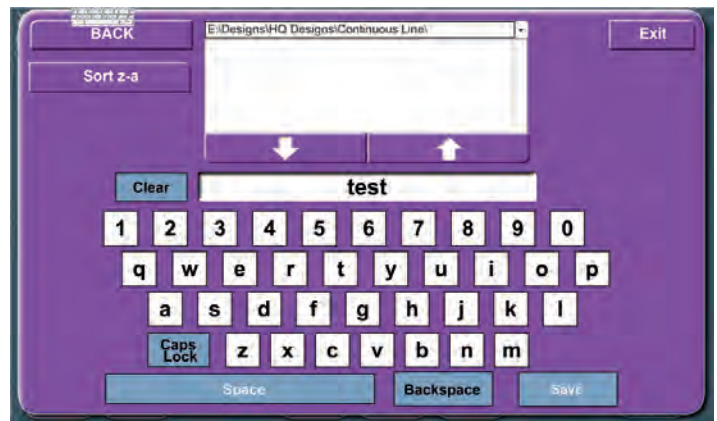 BACK
E:\Designs\HQ Designs\Continuous Line\
Exit
Sort z-a
Clear
test
1 2 3 4 5 6 7 8 9 0
q w e r t y u i o p
a s d f g h j k l
Caps Lock z x c v b n m
Space Backspace Save